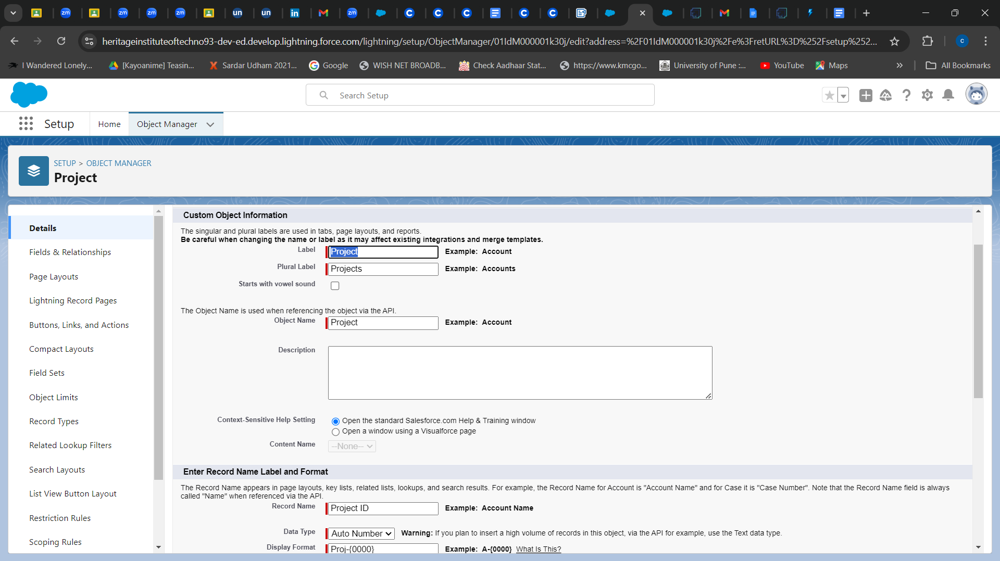 zm
zm
zm
zm
un
un
in
zm
C
C
C
C
C
heritageinstituteoftechno93-dev-ed.develop.lightning.force.com/lightning/setup/ObjectManager/01IdM000001k30j/edit?address=%2F01IdM000001k30j%2Fe%3FretURL%3D%252Fsetup%252...
C
I Wandered Lonely...
[Kayoanime] Teasin...
X Sardar Udham 2021...
Google
WISH NET BROADB...
Check Aadhaar Stat...
https://www.kmcgo...
University of Pune :...
YouTube
Maps
All Bookmarks
Search Setup
Setup
Home
Object Manager
SETUP > OBJECT MANAGER
Project
Details
Fields & Relationships
Page Layouts
Lightning Record Pages
Buttons, Links, and Actions
Compact Layouts
Field Sets
Object Limits
Record Types
Related Lookup Filters
Search Layouts
List View Button Layout
Restriction Rules
Scoping Rules
Custom Object Information
The singular and plural labels are used in tabs, page layouts, and reports.
Be careful when changing the name or label as it may affect existing integrations and merge templates.
Label Project Example: Account
Plural Label Projects Example: Accounts
Starts with vowel sound
The Object Name is used when referencing the object via the API.
Object Name Project Example: Account
Description
Context-Sensitive Help Setting Open the standard Salesforce.com Help & Training window
Open a window using a Visualforce page
Content Name --None--
Enter Record Name Label and Format
The Record Name appears in page layouts, key lists, related lists, lookups, and search results. For example, the Record Name for Account is "Account Name" and for Case it is "Case Number". Note that the Record Name field is always
called "Name" when referenced via the API.
Record Name Project ID Example: Account Name
Data Type Auto Number Warning: If you plan to insert a high volume of records in this object, via the API for example, use the Text data type.
Display Format Proj-{0000} Example: A-{0000} What Is This?